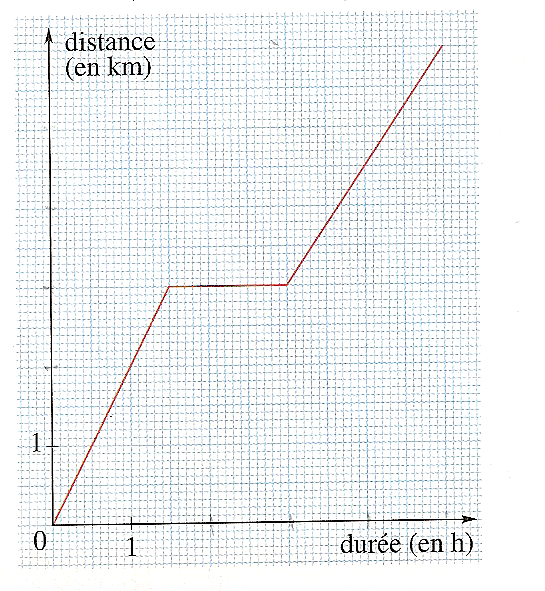 distance
(en km)
1
0
1
durée (en h)